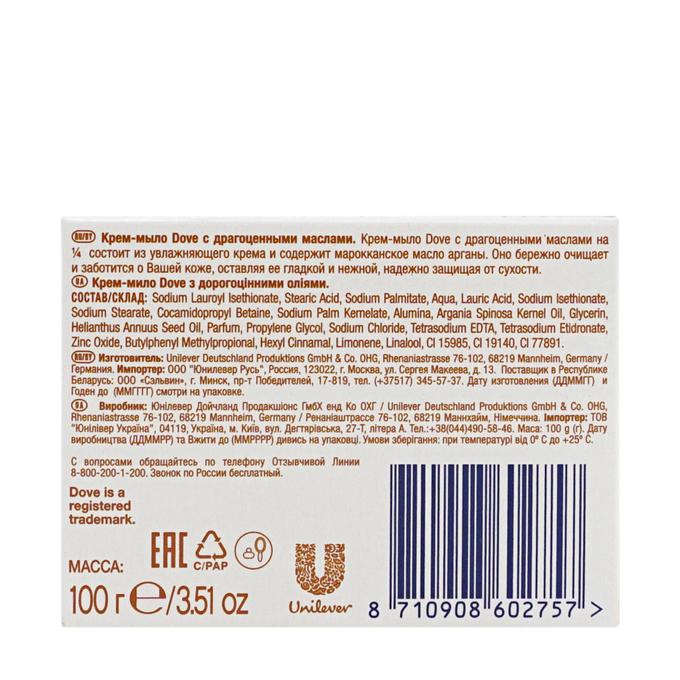 RU/BY Крем-мыло Dove с драгоценными маслами. Крем-мыло Dove с драгоценными маслами на
¼ состоит из увлажняющего крема и содержит марокканское масло арганы. Оно бережно очищает
и заботится о Вашей коже, оставляя ее гладкой и нежной, надежно защищая от сухости.
UA Крем-мило Dove з дорогоцінними оліями.
СОСТАВ/СКЛАД: Sodium Lauroyl Isethionate, Stearic Acid, Sodium Palmitate, Aqua, Lauric Acid, Sodium Isethionate,
Sodium Stearate, Cocamidopropyl Betaine, Sodium Palm Kernelate, Alumina, Argania Spinosa Kernel Oil, Glycerin,
Helianthus Annuus Seed Oil, Parfum, Propylene Glycol, Sodium Chloride, Tetrasodium EDTA, Tetrasodium Etidronate,
Zinc Oxide, Butylphenyl Methylpropional, Hexyl Cinnamal, Limonene, Linalool, CI 15985, CI 19140, CI 77891.
RU/BY Изготовитель: Unilever Deutschland Produktions GmbH & Co. OHG, Rhenaniastrasse 76-102, 68219 Mannheim, Germany /
Германия. Импортер: ООО "Юнилевер Русь", Россия, 123022, г. Москва, ул. Сергея Макеева, д. 13. Поставщик в Республику
Беларусь: ООО «Сэльвин», г. Минск, пр-т Победителей, 17-819, тел. (+37517) 345-57-37. Дата изготовления (ДДММГГ) и
Годен до (ММГГГГ) смотри на упаковке.
UA Виробник: Юнілевер Дойчланд Продакшіонс ГмбХ енд Ко ОХГ / Unilever Deutschland Produktions GmbH & Co. OHG,
Rhenaniastrasse 76-102, 68219 Mannheim, Germany / Ренаніаштрассе 76-102, 68219 Маннхайм, Німеччина. Імпортер: ТОВ
"Юнілівер Україна", 04119, Україна, м. Київ, вул. Дегтярівська, 27-Т, літера А. Тел.:+38(044)490-58-46. Маса: 100 g (г). Дату
виробництва (ДДММРР) та Вжити до (ММРРРР) дивись на упаковці. Умови зберігання: при температурі від 0° С до +25° С.
С вопросами обращайтесь по телефону Отзывчивой Линии
8-800-200-1-200. Звонок по России бесплатный.
Dove is a
registered
trademark.
EAC
C/PAP
МАССА:
100 г ℮/3.51 oz
Unilever
8 710908 602757 >